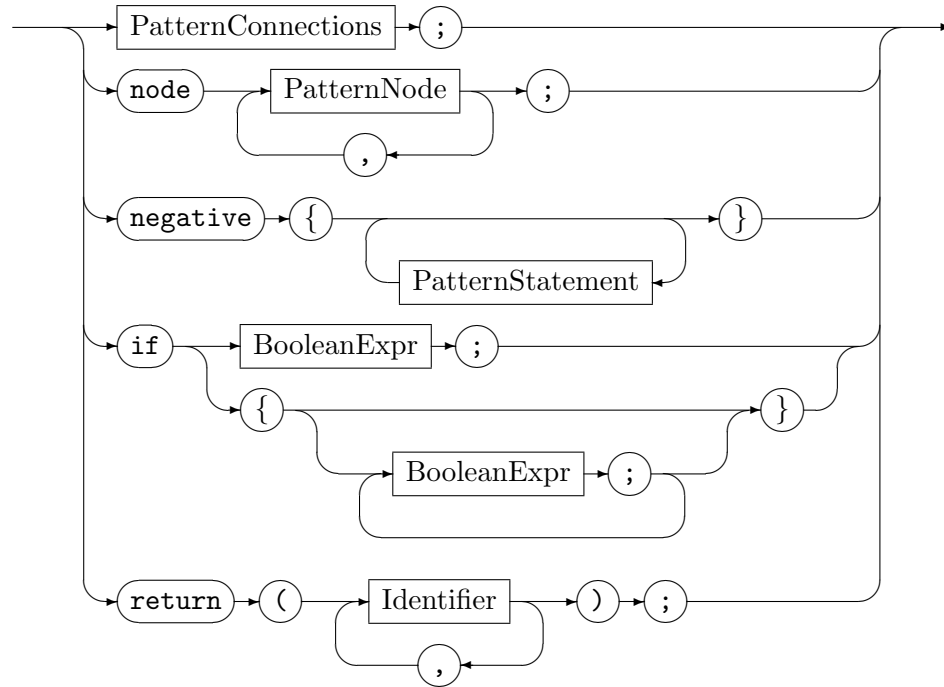 PatternConnections ;
node PatternNode ;
,
negative { }
PatternStatement
if BooleanExpr ;
{ }
BooleanExpr ;
return ( Identifier ) ;
,